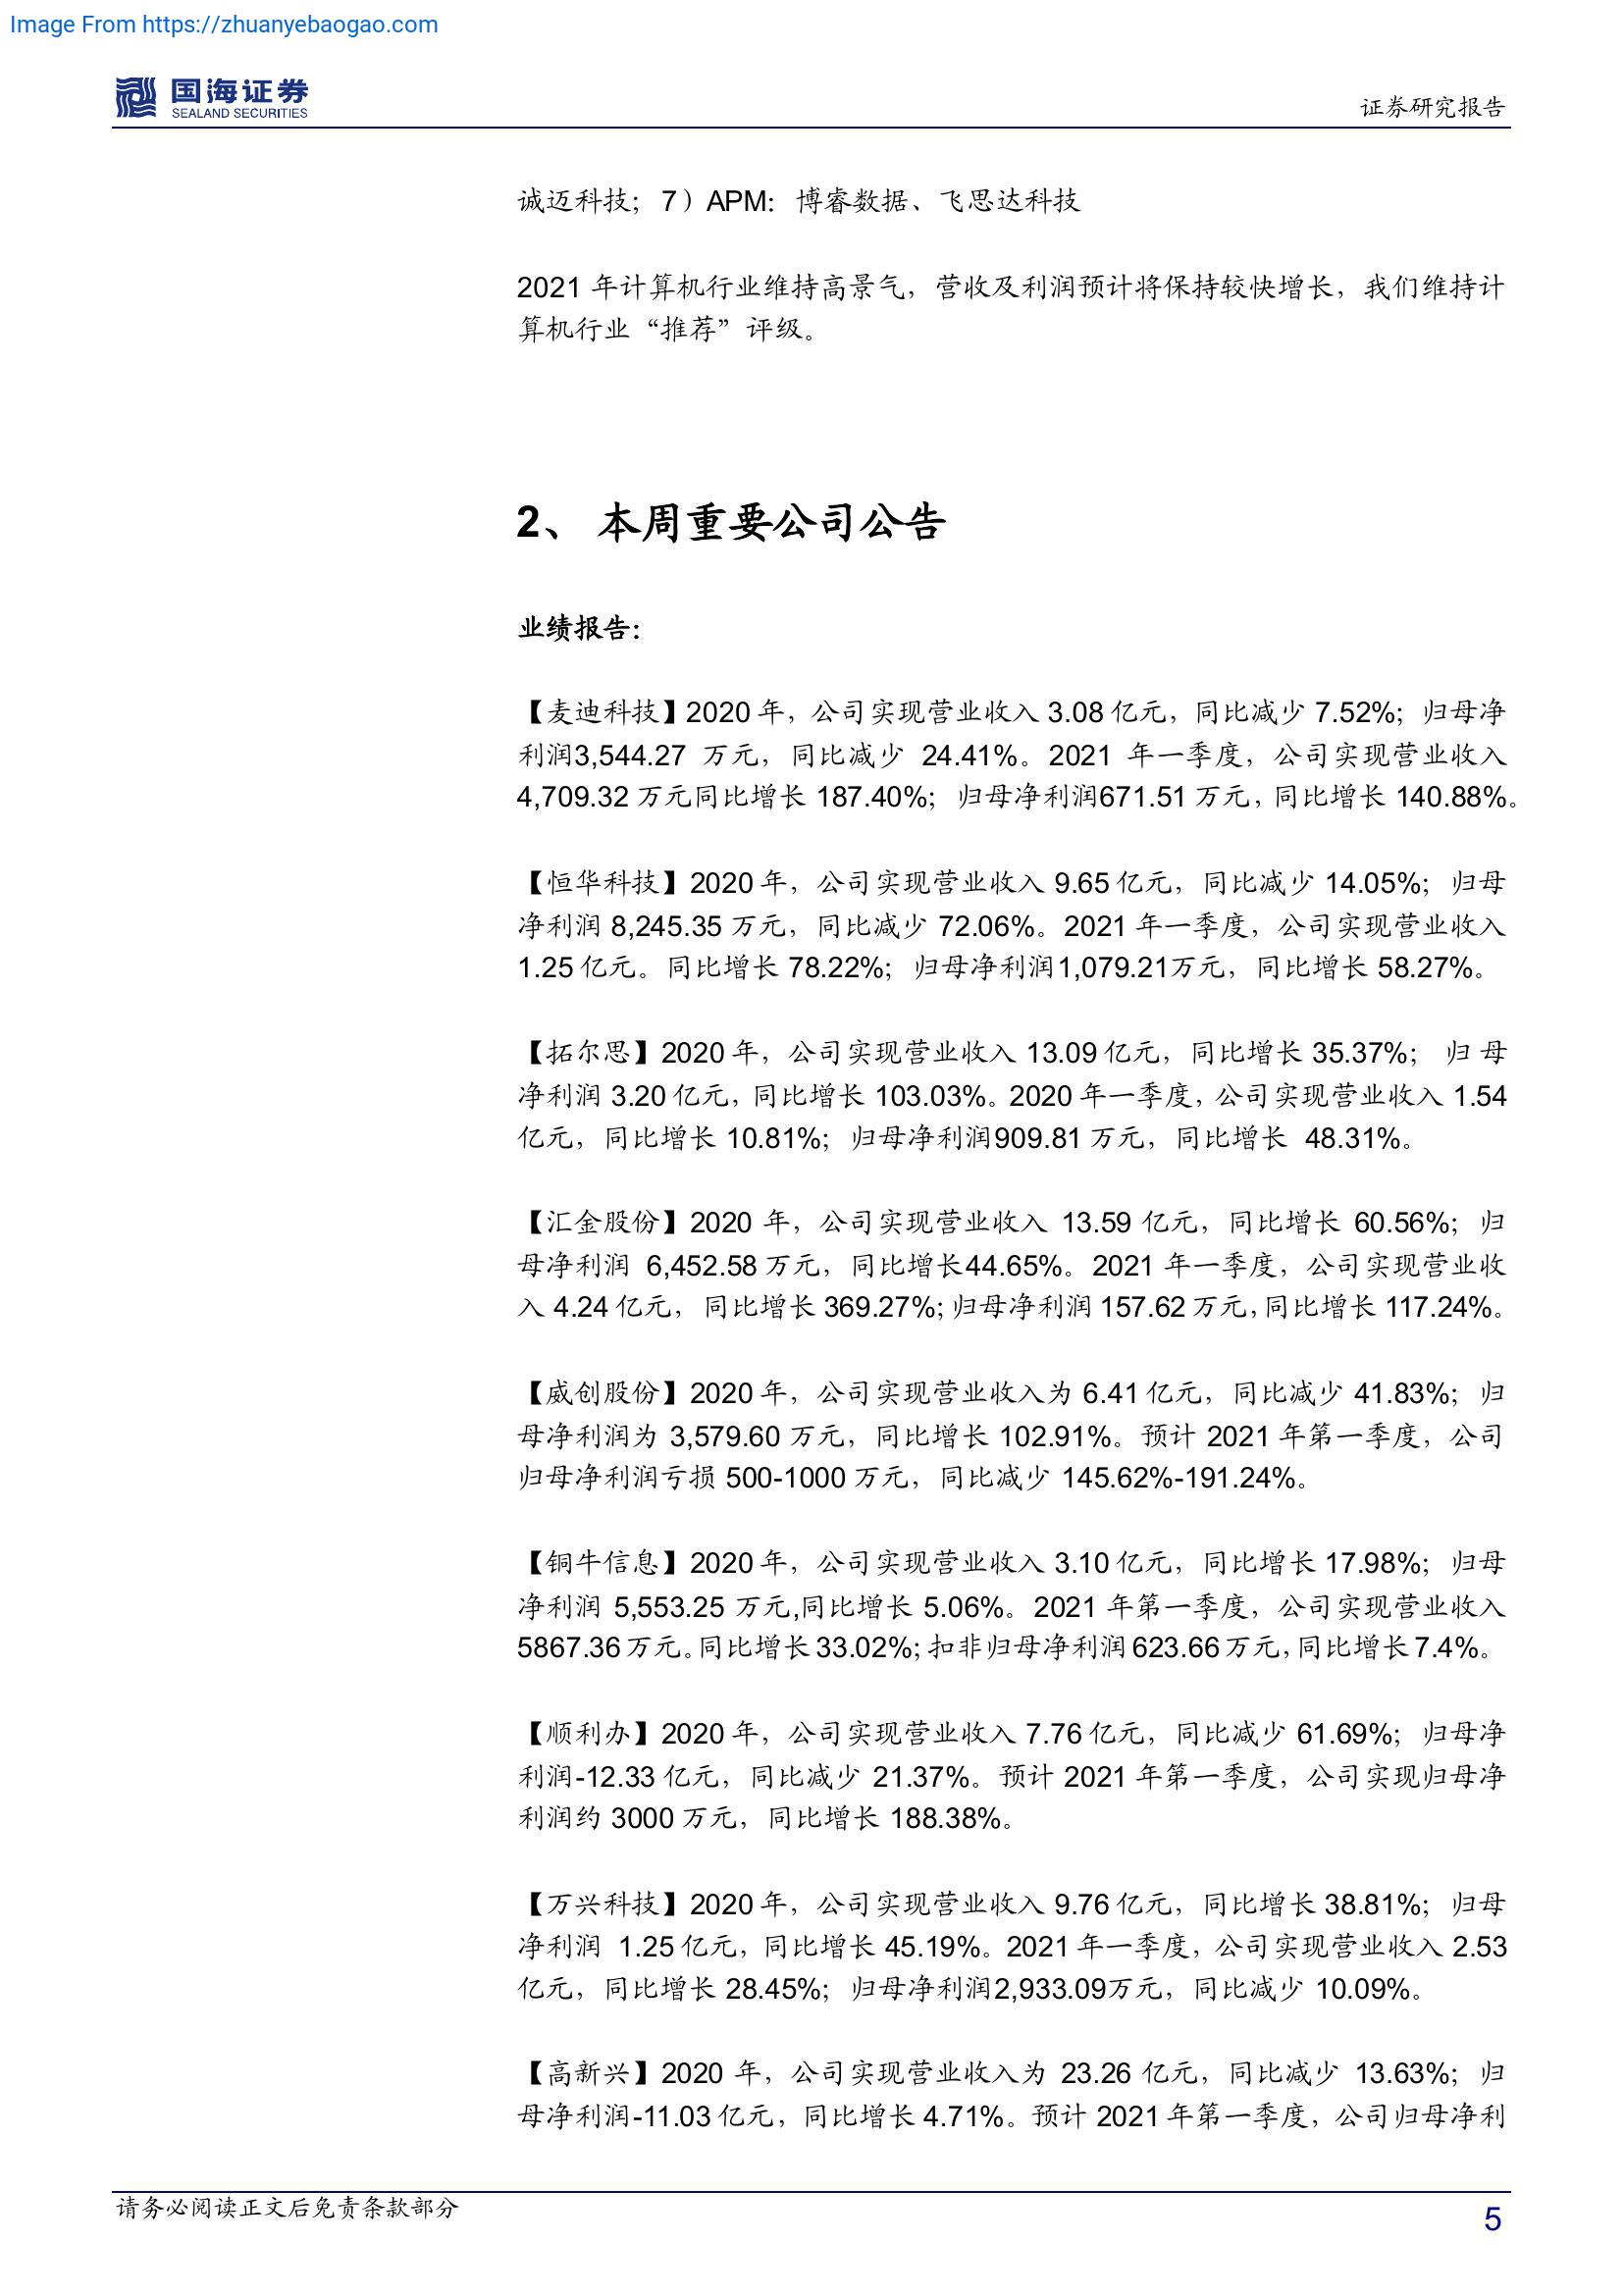 Image From https://zhuanyebaogao.com
国海证券
SEALAND SECURITIES
证券研究报告
诚迈科技；7）APM：博睿数据、飞思达科技
2021 年计算机行业维持高景气，营收及利润预计将保持较快增长，我们维持计
算机行业“推荐”评级。
2、 本周重要公司公告
业绩报告：
【麦迪科技】2020 年，公司实现营业收入 3.08 亿元，同比减少 7.52%；归母净
利润3,544.27 万元，同比减少 24.41%。2021 年一季度，公司实现营业收入
4,709.32 万元同比增长 187.40%；归母净利润671.51 万元，同比增长 140.88%。
【恒华科技】2020 年，公司实现营业收入 9.65 亿元，同比减少 14.05%；归母
净利润 8,245.35 万元，同比减少 72.06%。2021 年一季度，公司实现营业收入
1.25 亿元。同比增长 78.22%；归母净利润1,079.21万元，同比增长 58.27%。
【拓尔思】2020 年，公司实现营业收入 13.09 亿元，同比增长 35.37%； 归 母
净利润 3.20 亿元，同比增长 103.03%。2020 年一季度，公司实现营业收入 1.54
亿元，同比增长 10.81%；归母净利润909.81 万元，同比增长 48.31%。
【汇金股份】2020 年，公司实现营业收入 13.59 亿元，同比增长 60.56%；归
母净利润 6,452.58 万元，同比增长44.65%。2021 年一季度，公司实现营业收
入 4.24 亿元，同比增长 369.27%；归母净利润 157.62 万元，同比增长 117.24%。
【威创股份】2020 年，公司实现营业收入为 6.41 亿元，同比减少 41.83%；归
母净利润为 3,579.60 万元，同比增长 102.91%。预计 2021 年第一季度，公司
归母净利润亏损 500-1000 万元，同比减少 145.62%-191.24%。
【铜牛信息】2020 年，公司实现营业收入 3.10 亿元，同比增长 17.98%；归母
净利润 5,553.25 万元,同比增长 5.06%。2021 年第一季度，公司实现营业收入
5867.36 万元。同比增长 33.02%；扣非归母净利润 623.66 万元，同比增长 7.4%。
【顺利办】2020 年，公司实现营业收入 7.76 亿元，同比减少 61.69%；归母净
利润-12.33 亿元，同比减少 21.37%。预计 2021 年第一季度，公司实现归母净
利润约 3000 万元，同比增长 188.38%。
【万兴科技】2020 年，公司实现营业收入 9.76 亿元，同比增长 38.81%；归母
净利润 1.25 亿元，同比增长 45.19%。2021 年一季度，公司实现营业收入 2.53
亿元，同比增长 28.45%；归母净利润2,933.09万元，同比减少 10.09%。
【高新兴】2020 年，公司实现营业收入为 23.26 亿元，同比减少 13.63%；归
母净利润-11.03 亿元，同比增长 4.71%。预计 2021 年第一季度，公司归母净利
请务必阅读正文后免责条款部分
5